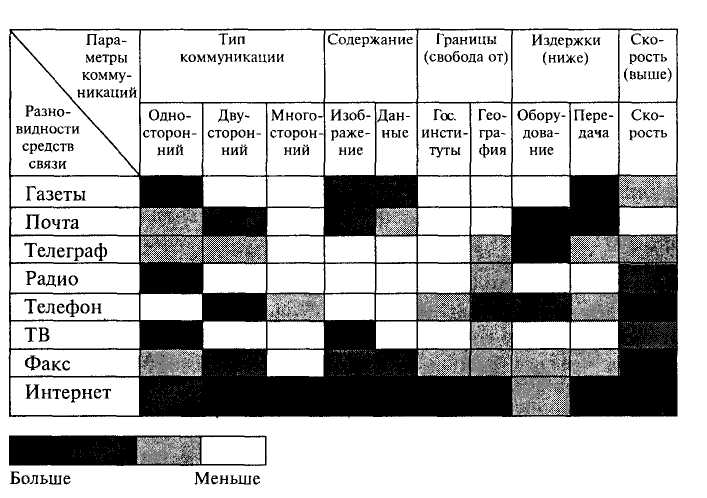 Пара-
метры
комму-
никаций
Разно-
видности
средств
связи
Тип
коммуникации
Содержание
Границы
(свобода от)
Издержки
(ниже)
Ско-
рость
(выше)
Одно-
сторон-
ний
Дву-
сторон-
ний
Много-
сторон-
ний
Изоб-
раже-
ние
Дан-
ные
Гос.
инсти-
туты
Гео-
гра-
фия
Обору-
дова-
ние
Пере-
дача
Ско-
рость
Газеты
Почта
Телеграф
Радио
Телефон
ТВ
Факс
Интернет
Больше
Меньше